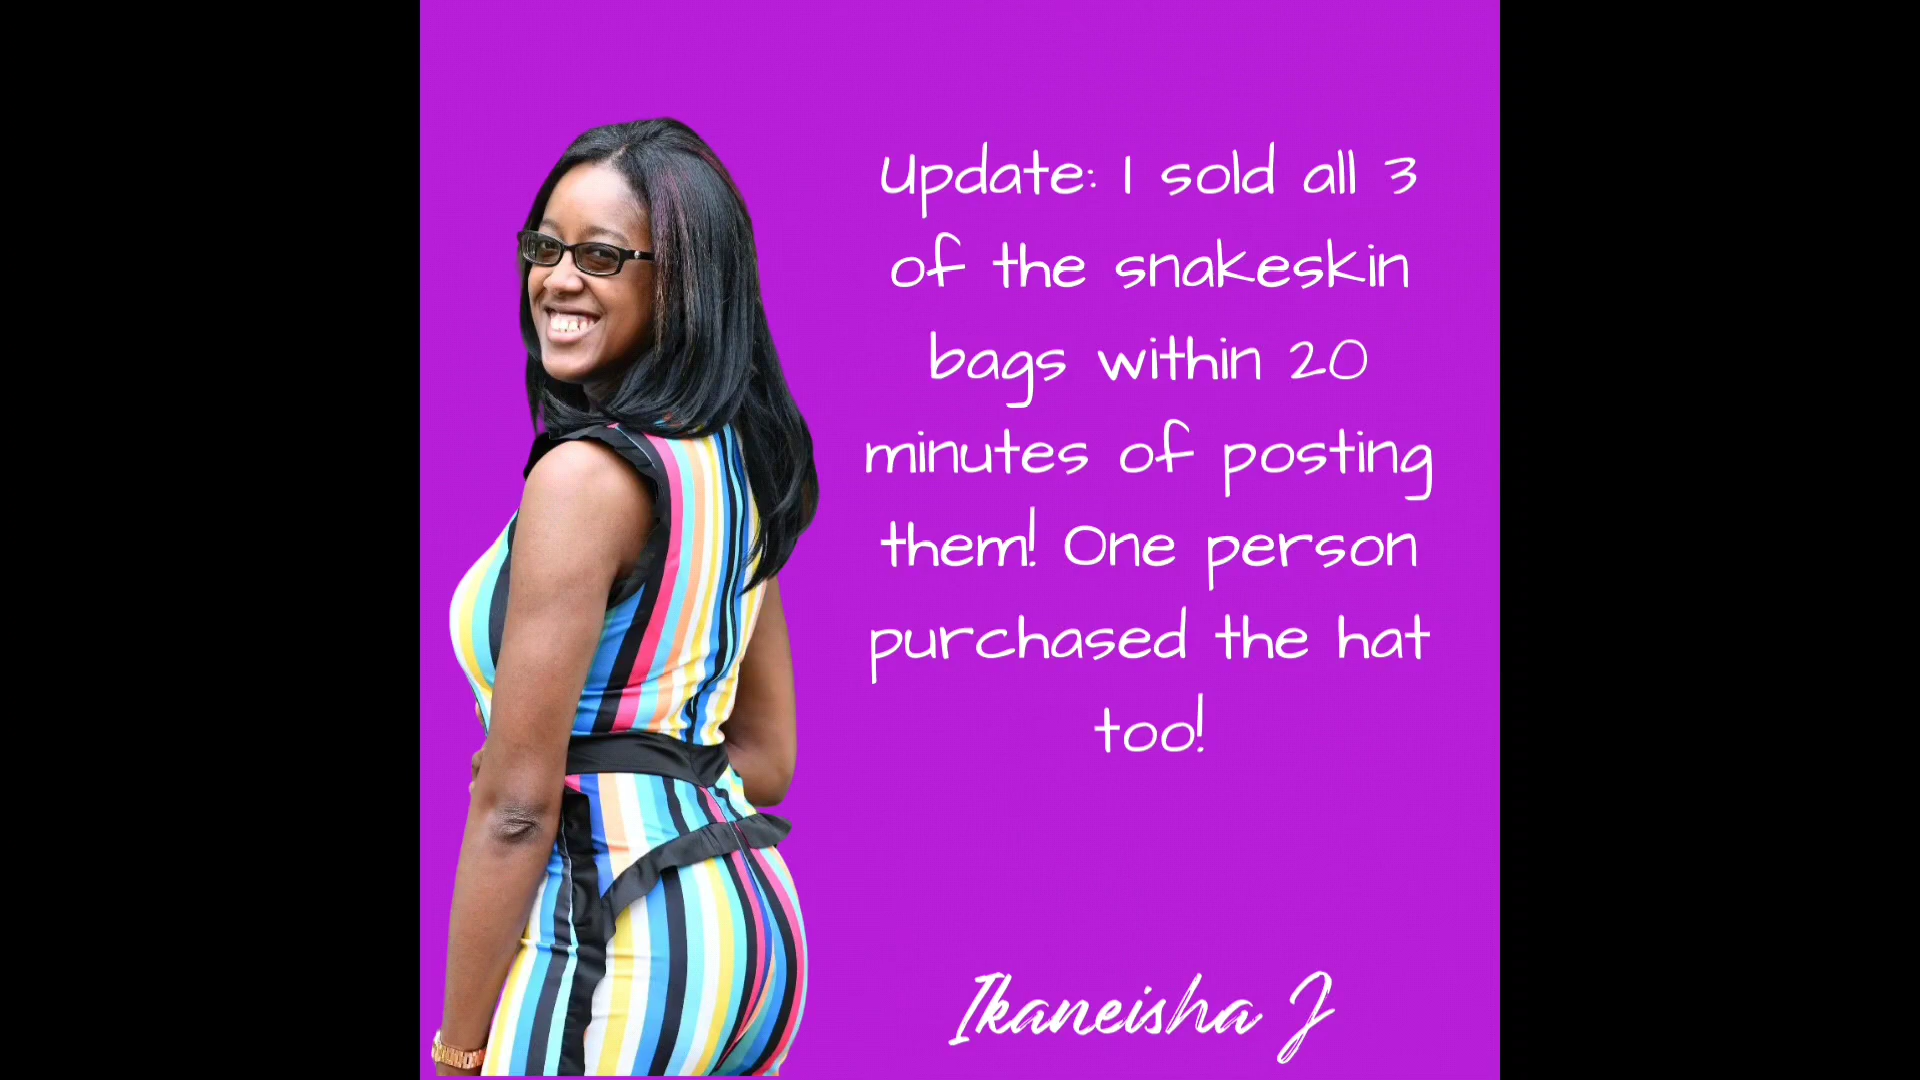 Update: I sold all 3
of the snakeskin
bags within 20
minutes of posting
them! One person
purchased the hat
too!
Ikaneisha J